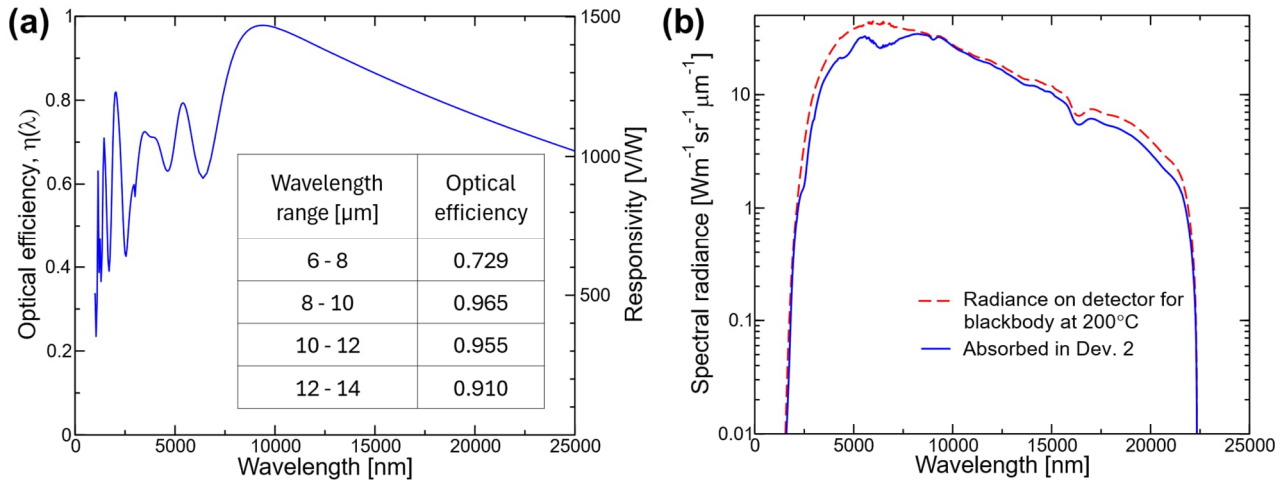 (a)
1
0.8
0.6
0.4
0.2
0
Optical efficiency, η(λ)
1500
1000
500
Responsivity [V/W]
Wavelength range [µm]
Optical efficiency
6 - 8
0.729
8 - 10
0.965
10 - 12
0.955
12 - 14
0.910
0
5000
10000
15000
20000
25000
Wavelength [nm]
(b)
10
1
0.1
0.01
Spectral radiance [Wm⁻¹ sr⁻¹ µm⁻¹]
Radiance on detector for
blackbody at 200°C
Absorbed in Dev. 2
0
5000
10000
15000
20000
25000
Wavelength [nm]